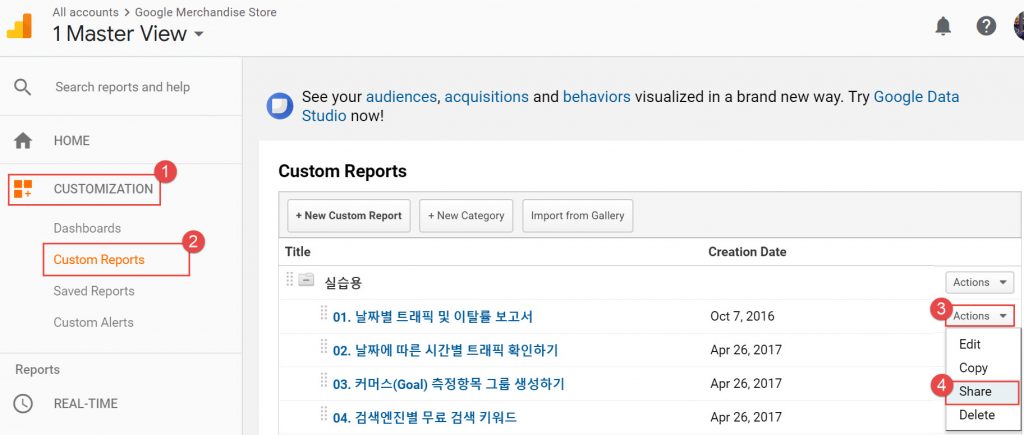 All accounts > Google Merchandise Store
1 Master View
Search reports and help
See your audiences, acquisitions and behaviors visualized in a brand new way. Try Google Data
Studio now!
HOME
1
CUSTOMIZATION
Dashboards
2
Custom Reports
Saved Reports
Custom Alerts
Reports
REAL-TIME
Custom Reports
+ New Custom Report
+ New Category
Import from Gallery
Title Creation Date
실습용 Actions
01. 날짜별 트래픽 및 이탈률 보고서 Oct 7, 2016 3 Actions
02. 날짜에 따른 시간별 트래픽 확인하기 Apr 26, 2017
03. 커머스(Goal) 측정항목 그룹 생성하기 Apr 26, 2017
04. 검색엔진별 무료 검색 키워드 Apr 26, 2017
Edit
Copy
4 Share
Delete